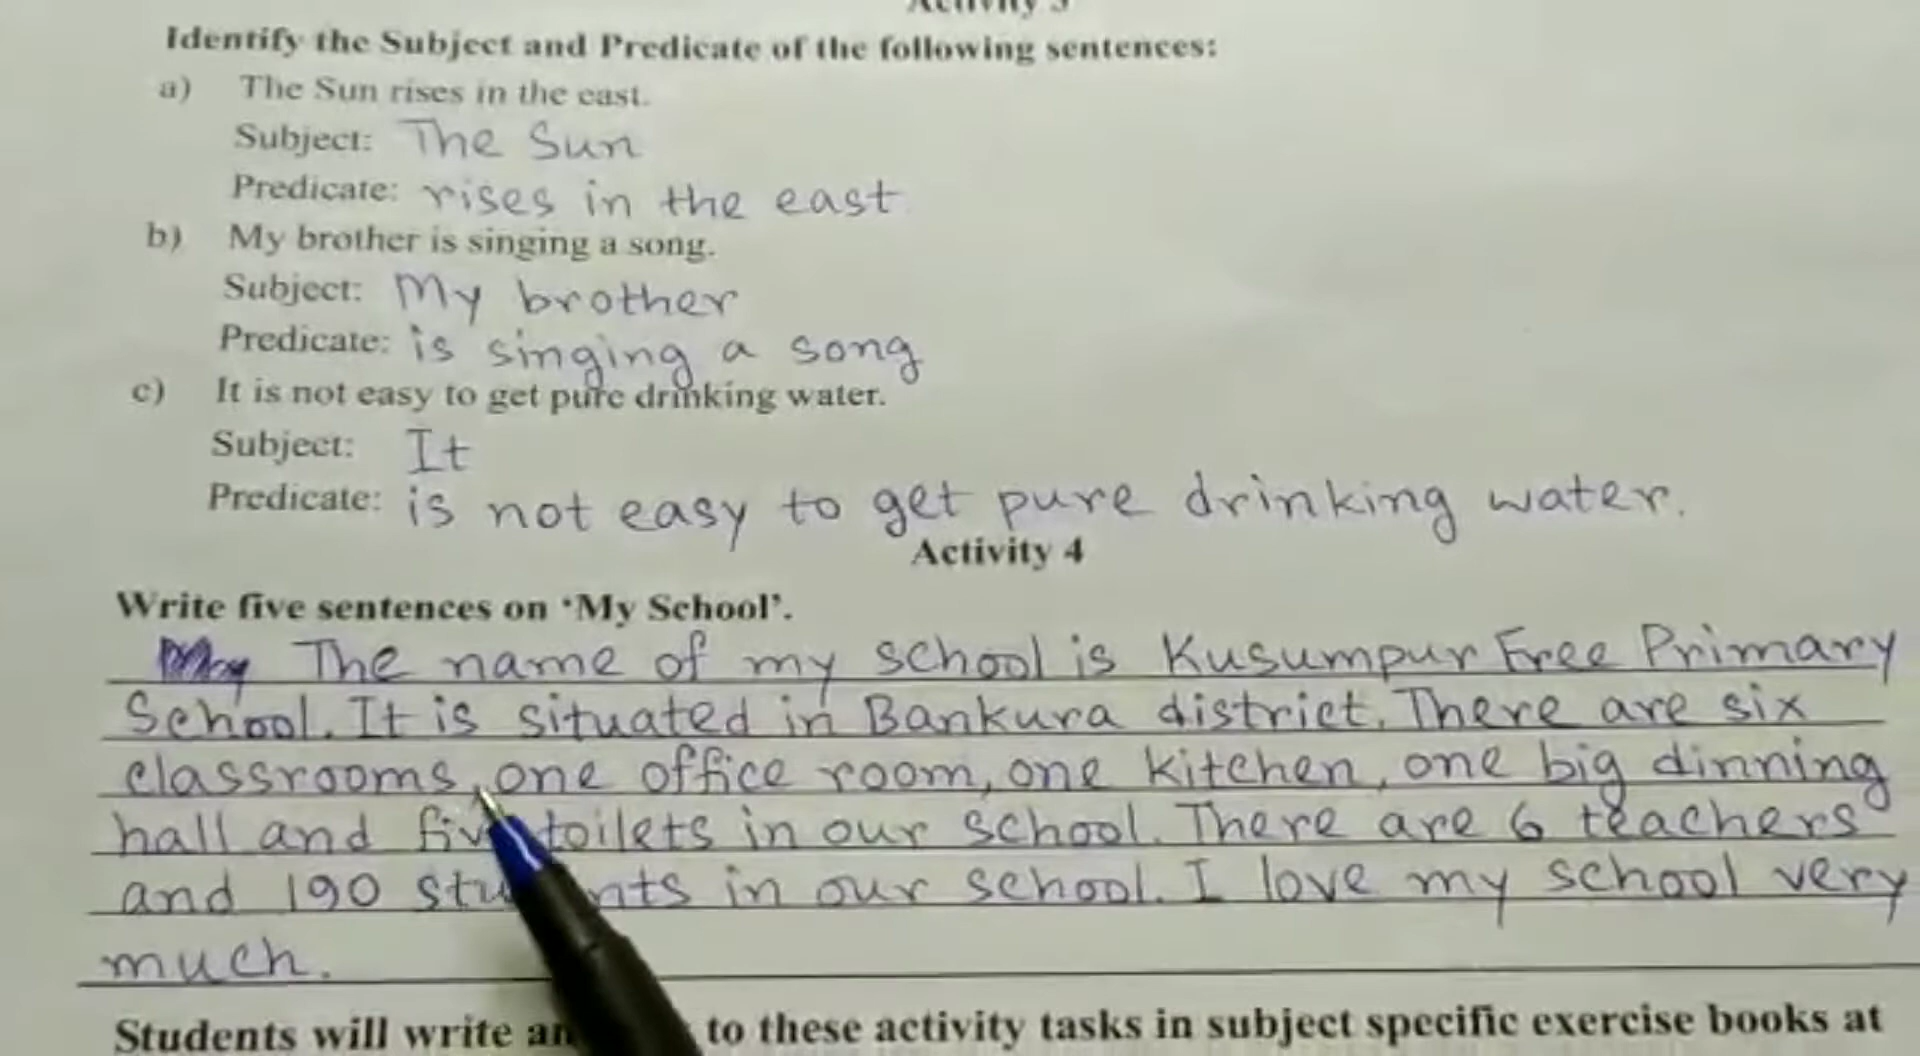 Activity 3
Identify the Subject and Predicate of the following sentences:
a) The Sun rises in the east.
Subject: The Sun
Predicate: rises in the east
b) My brother is singing a song.
Subject: My brother
Predicate: is singing a song
c) It is not easy to get pure drinking water.
Subject: It
Predicate: is not easy to get pure drinking water.
Activity 4
Write five sentences on ‘My School’.
The name of my school is Kusumpur Free Primary
School. It is situated in Bankura district. There are six
classrooms, one office room, one kitchen, one big dinning
hall and five toilets in our school. There are 6 teachers
and 190 students in our school. I love my school very
much.
Students will write to these activity tasks in subject specific exercise books at